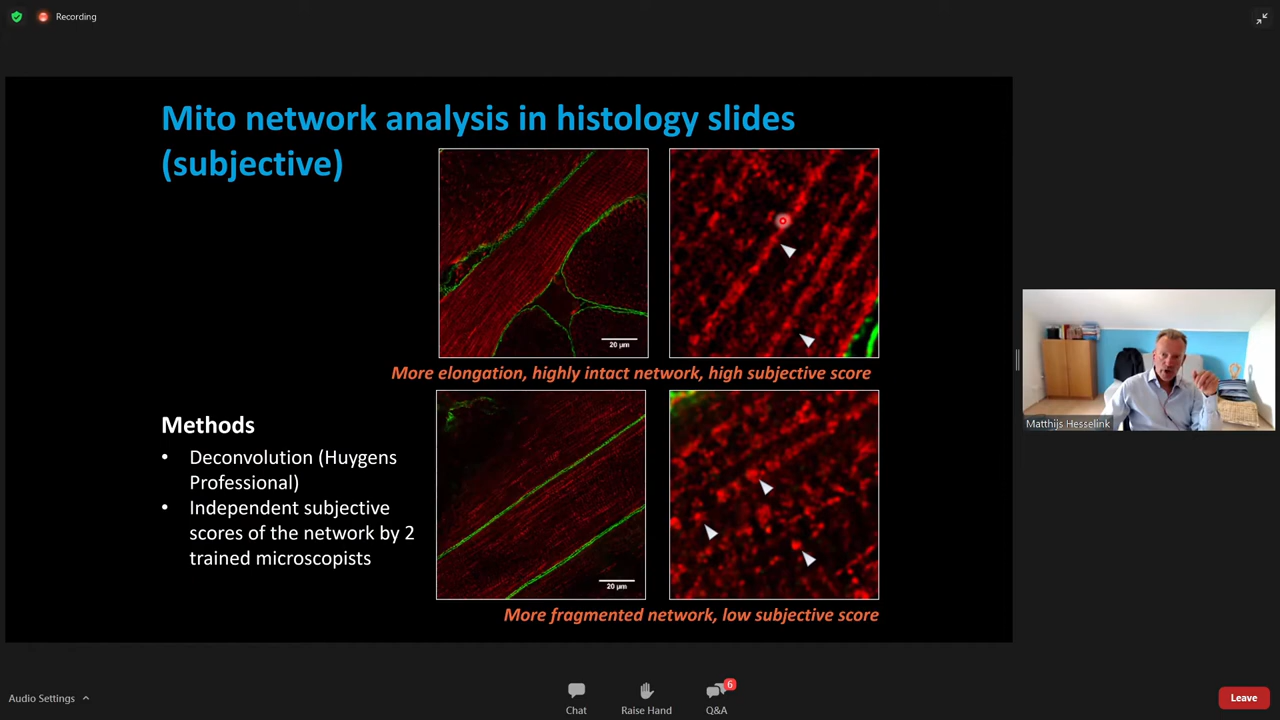 Recording
Mito network analysis in histology slides
(subjective)
20 µm
More elongation, highly intact network, high subjective score
Methods
• Deconvolution (Huygens
Professional)
• Independent subjective
scores of the network by 2
trained microscopists
20 µm
More fragmented network, low subjective score
Matthijs Hesselink
Audio Settings
Chat
Raise Hand
6
Q&A
Leave